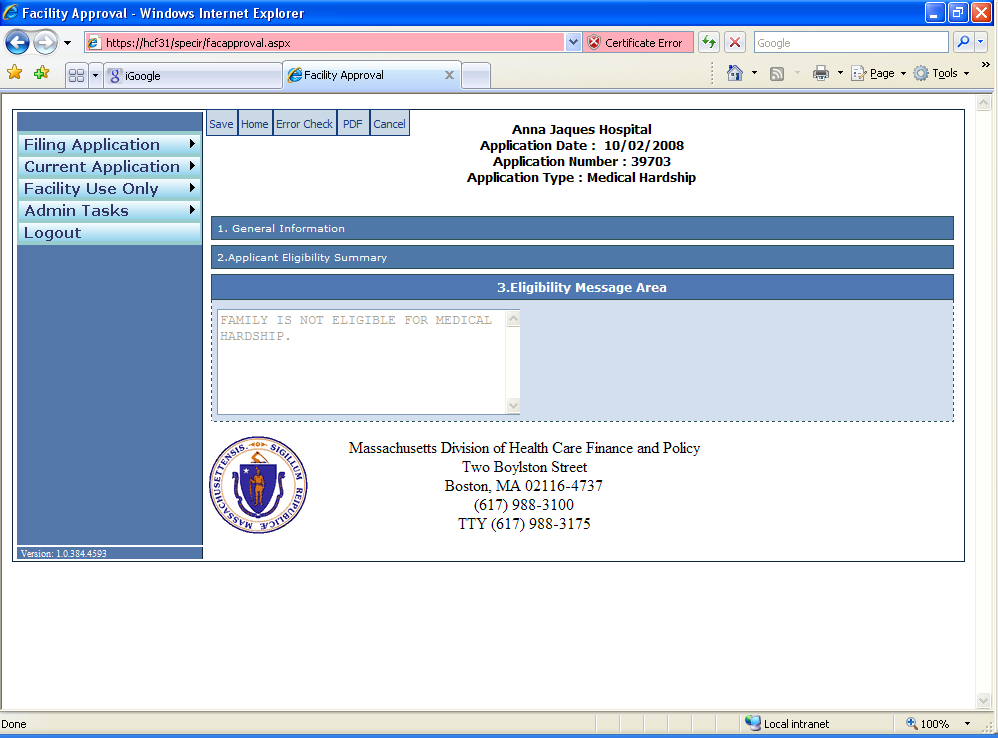 Facility Approval - Windows Internet Explorer
https://hcf31/specir/facapproval.aspx
Certificate Error
Google
iGoogle
Facility Approval
Page
Tools
Save Home Error Check PDF Cancel
Filing Application
Current Application
Facility Use Only
Admin Tasks
Logout
Anna Jaques Hospital
Application Date : 10/02/2008
Application Number : 39703
Application Type : Medical Hardship
1. General Information
2.Applicant Eligibility Summary
3.Eligibility Message Area
FAMILY IS NOT ELIGIBLE FOR MEDICAL
HARDSHIP.
SIGILLUM REIPUBLICÆ MASSACHUSETTENSIS.
Massachusetts Division of Health Care Finance and Policy
Two Boylston Street
Boston, MA 02116-4737
(617) 988-3100
TTY (617) 988-3175
Version: 1.0.384.4593
Done
Local intranet
100%